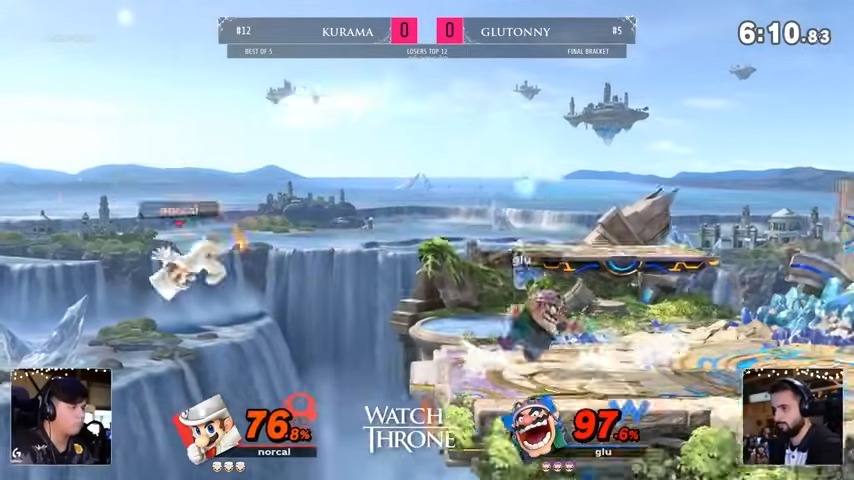 #12 KURAMA 0 0 GLUTONNY #5
BEST OF 5 LOSERS TOP 12 FINAL BRACKET
6:10.83
glu
76.8%
norcal
WATCH
THRONE
97.6%
glu